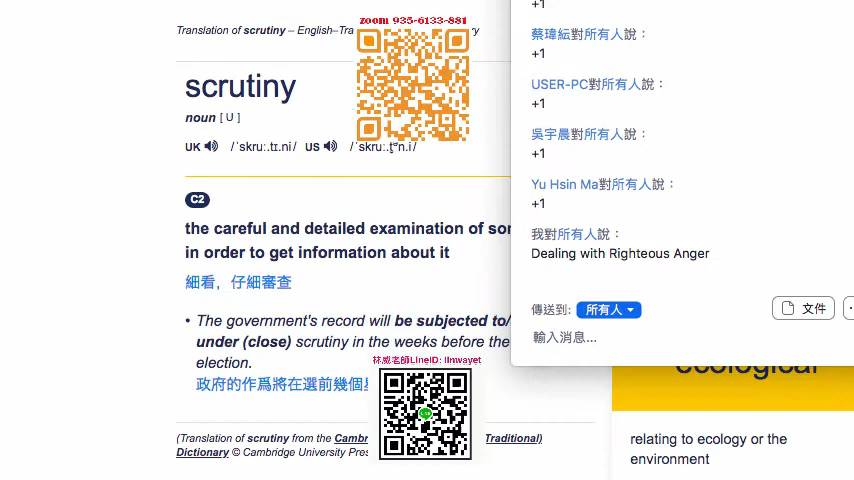 zoom 935-6133-881
Translation of scrutiny – English–Tra
scrutiny
noun [ U ]
UK /ˈskruː.tɪ.ni/ US /ˈskruː.t̬ən.i/
C2
the careful and detailed examination of so
in order to get information about it
細看，仔細審查
• The government's record will be subjected to/
under (close) scrutiny in the weeks before the
election.
政府的作爲將在選前幾個
林威老師LineID: linwayet
(Translation of scrutiny from the Camb
Traditional)
Dictionary © Cambridge University Pres
+1
蔡瑋紜對所有人說：
+1
USER-PC對所有人說：
+1
吳宇晨對所有人說：
+1
Yu Hsin Ma對所有人說：
+1
我對所有人說：
Dealing with Righteous Anger
傳送到: 所有人
文件
輸入消息...
ecological
relating to ecology or the
environment